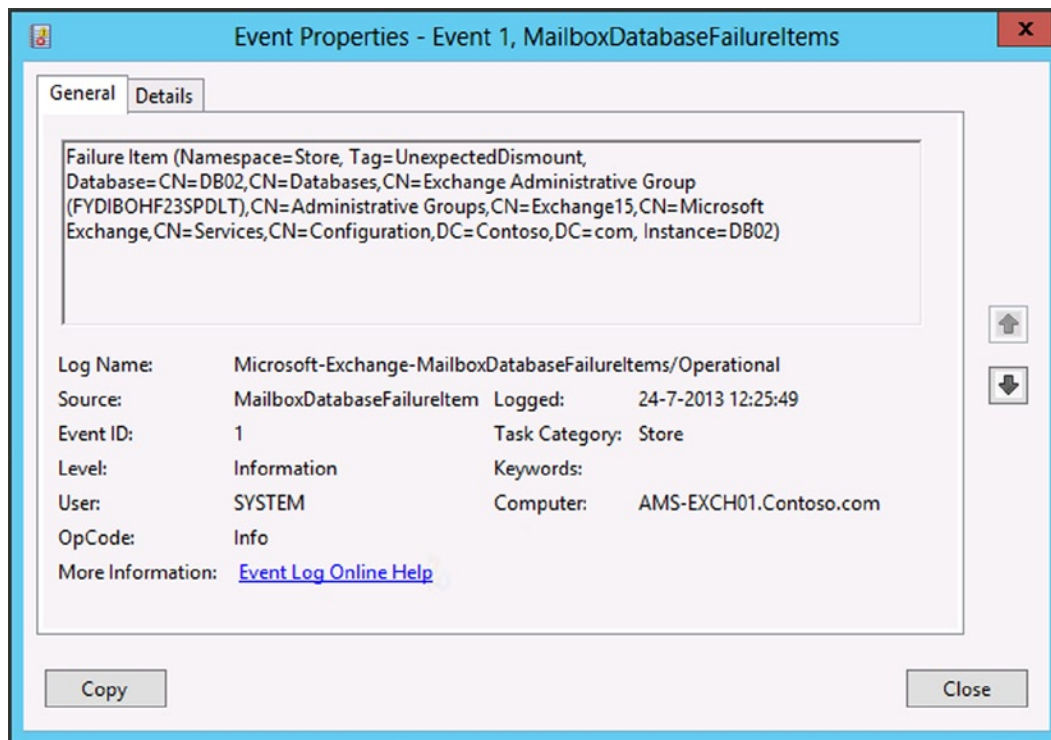 Event Properties - Event 1, MailboxDatabaseFailureItems
x
General Details
Failure Item (Namespace=Store, Tag=UnexpectedDismount,
Database=CN=DB02,CN=Databases,CN=Exchange Administrative Group
(FYDIBOHF23SPDLT),CN=Administrative Groups,CN=Exchange15,CN=Microsoft
Exchange,CN=Services,CN=Configuration,DC=Contoso,DC=com, Instance=DB02)
Log Name: Microsoft-Exchange-MailboxDatabaseFailureItems/Operational
Source: MailboxDatabaseFailureItem Logged: 24-7-2013 12:25:49
Event ID: 1 Task Category: Store
Level: Information Keywords:
User: SYSTEM Computer: AMS-EXCH01.Contoso.com
OpCode: Info
More Information: Event Log Online Help
Copy Close